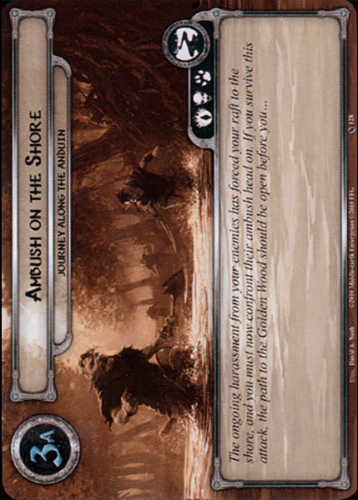 3A
AMBUSH ON THE SHORE
JOURNEY ALONG THE ANDUIN
The ongoing harassment from your enemies has forced your raft to the
shore, and you must now confront their ambush head on. If you survive this
attack, the path to the Golden Wood should be open before you…
Illus. David A. Nash ©2010 Middle-earth Enterprises ©2010 FFG 128